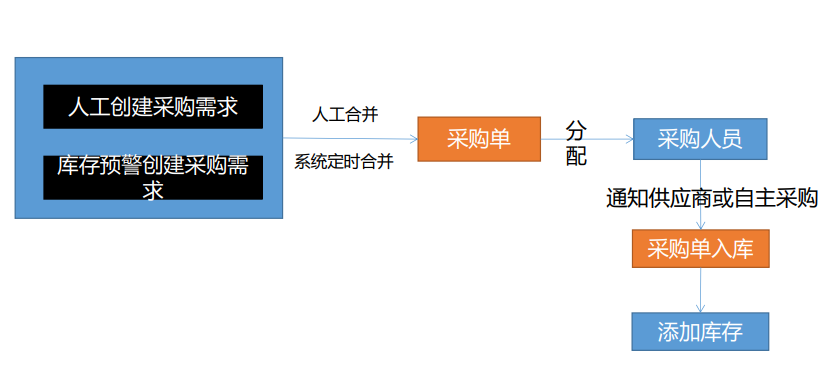 人工创建采购需求
库存预警创建采购需
求
人工合并
系统定时合并
采购单
分
配
采购人员
通知供应商或自主采购
采购单入库
添加库存